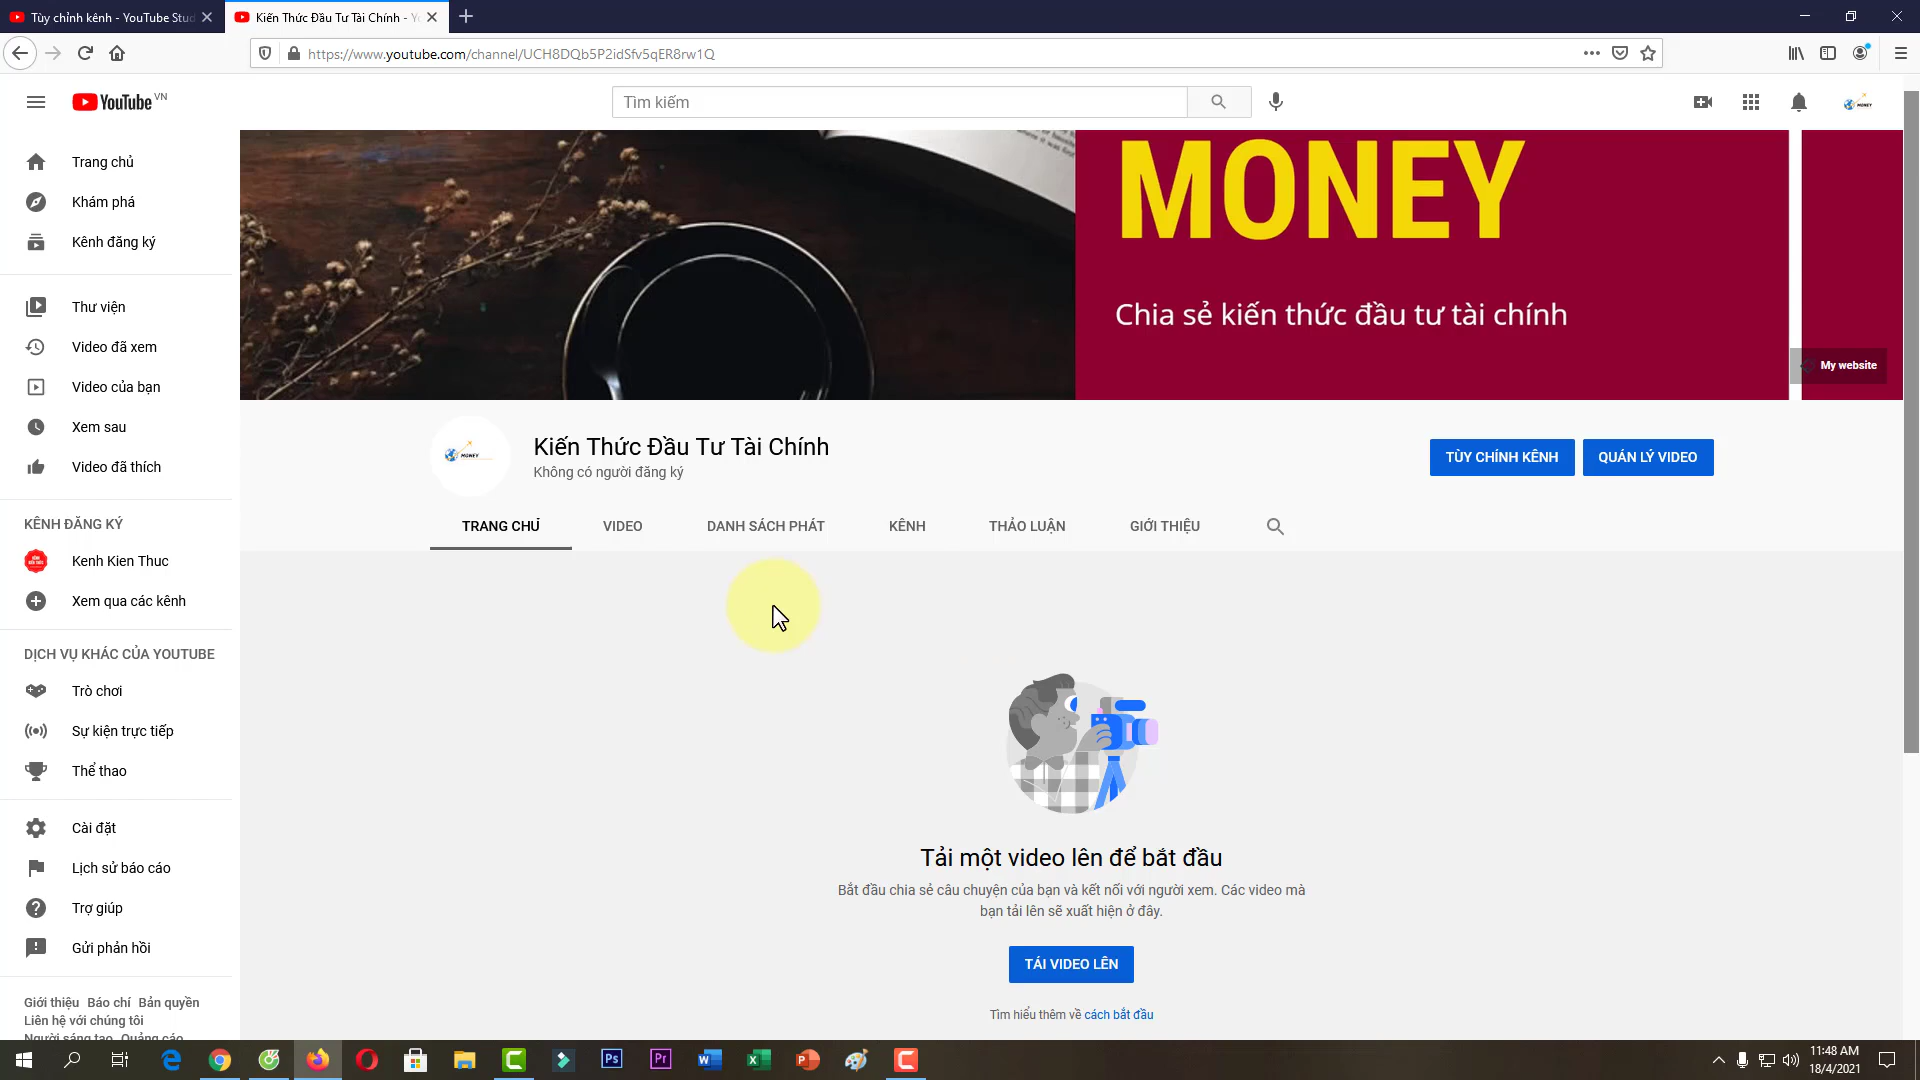 Tùy chỉnh kênh - YouTube Stud
Kiến Thức Đầu Tư Tài Chính - Yo
https://www.youtube.com/channel/UCH8DQb5P2idSfv5qER8rw1Q
YouTube VN
Tìm kiếm
MONEY
Trang chủ
Khám phá
Kênh đăng ký
Thư viện
Video đã xem
Video của bạn
Xem sau
Video đã thích
KÊNH ĐĂNG KÝ
Kenh Kien Thuc
Xem qua các kênh
DỊCH VỤ KHÁC CỦA YOUTUBE
Trò chơi
Sự kiện trực tiếp
Thể thao
Cài đặt
Lịch sử báo cáo
Trợ giúp
Gửi phản hồi
Giới thiệu Báo chí Bản quyền
Liên hệ với chúng tôi
Người sáng tạo Quảng cáo
MONEY
Chia sẻ kiến thức đầu tư tài chính
My website
MONEY
Kiến Thức Đầu Tư Tài Chính
Không có người đăng ký
TÙY CHỈNH KÊNH
QUẢN LÝ VIDEO
TRANG CHỦ
VIDEO
DANH SÁCH PHÁT
KÊNH
THẢO LUẬN
GIỚI THIỆU
Tải một video lên để bắt đầu
Bắt đầu chia sẻ câu chuyện của bạn và kết nối với người xem. Các video mà
bạn tải lên sẽ xuất hiện ở đây.
TẢI VIDEO LÊN
Tìm hiểu thêm về cách bắt đầu
11:48 AM
18/4/2021